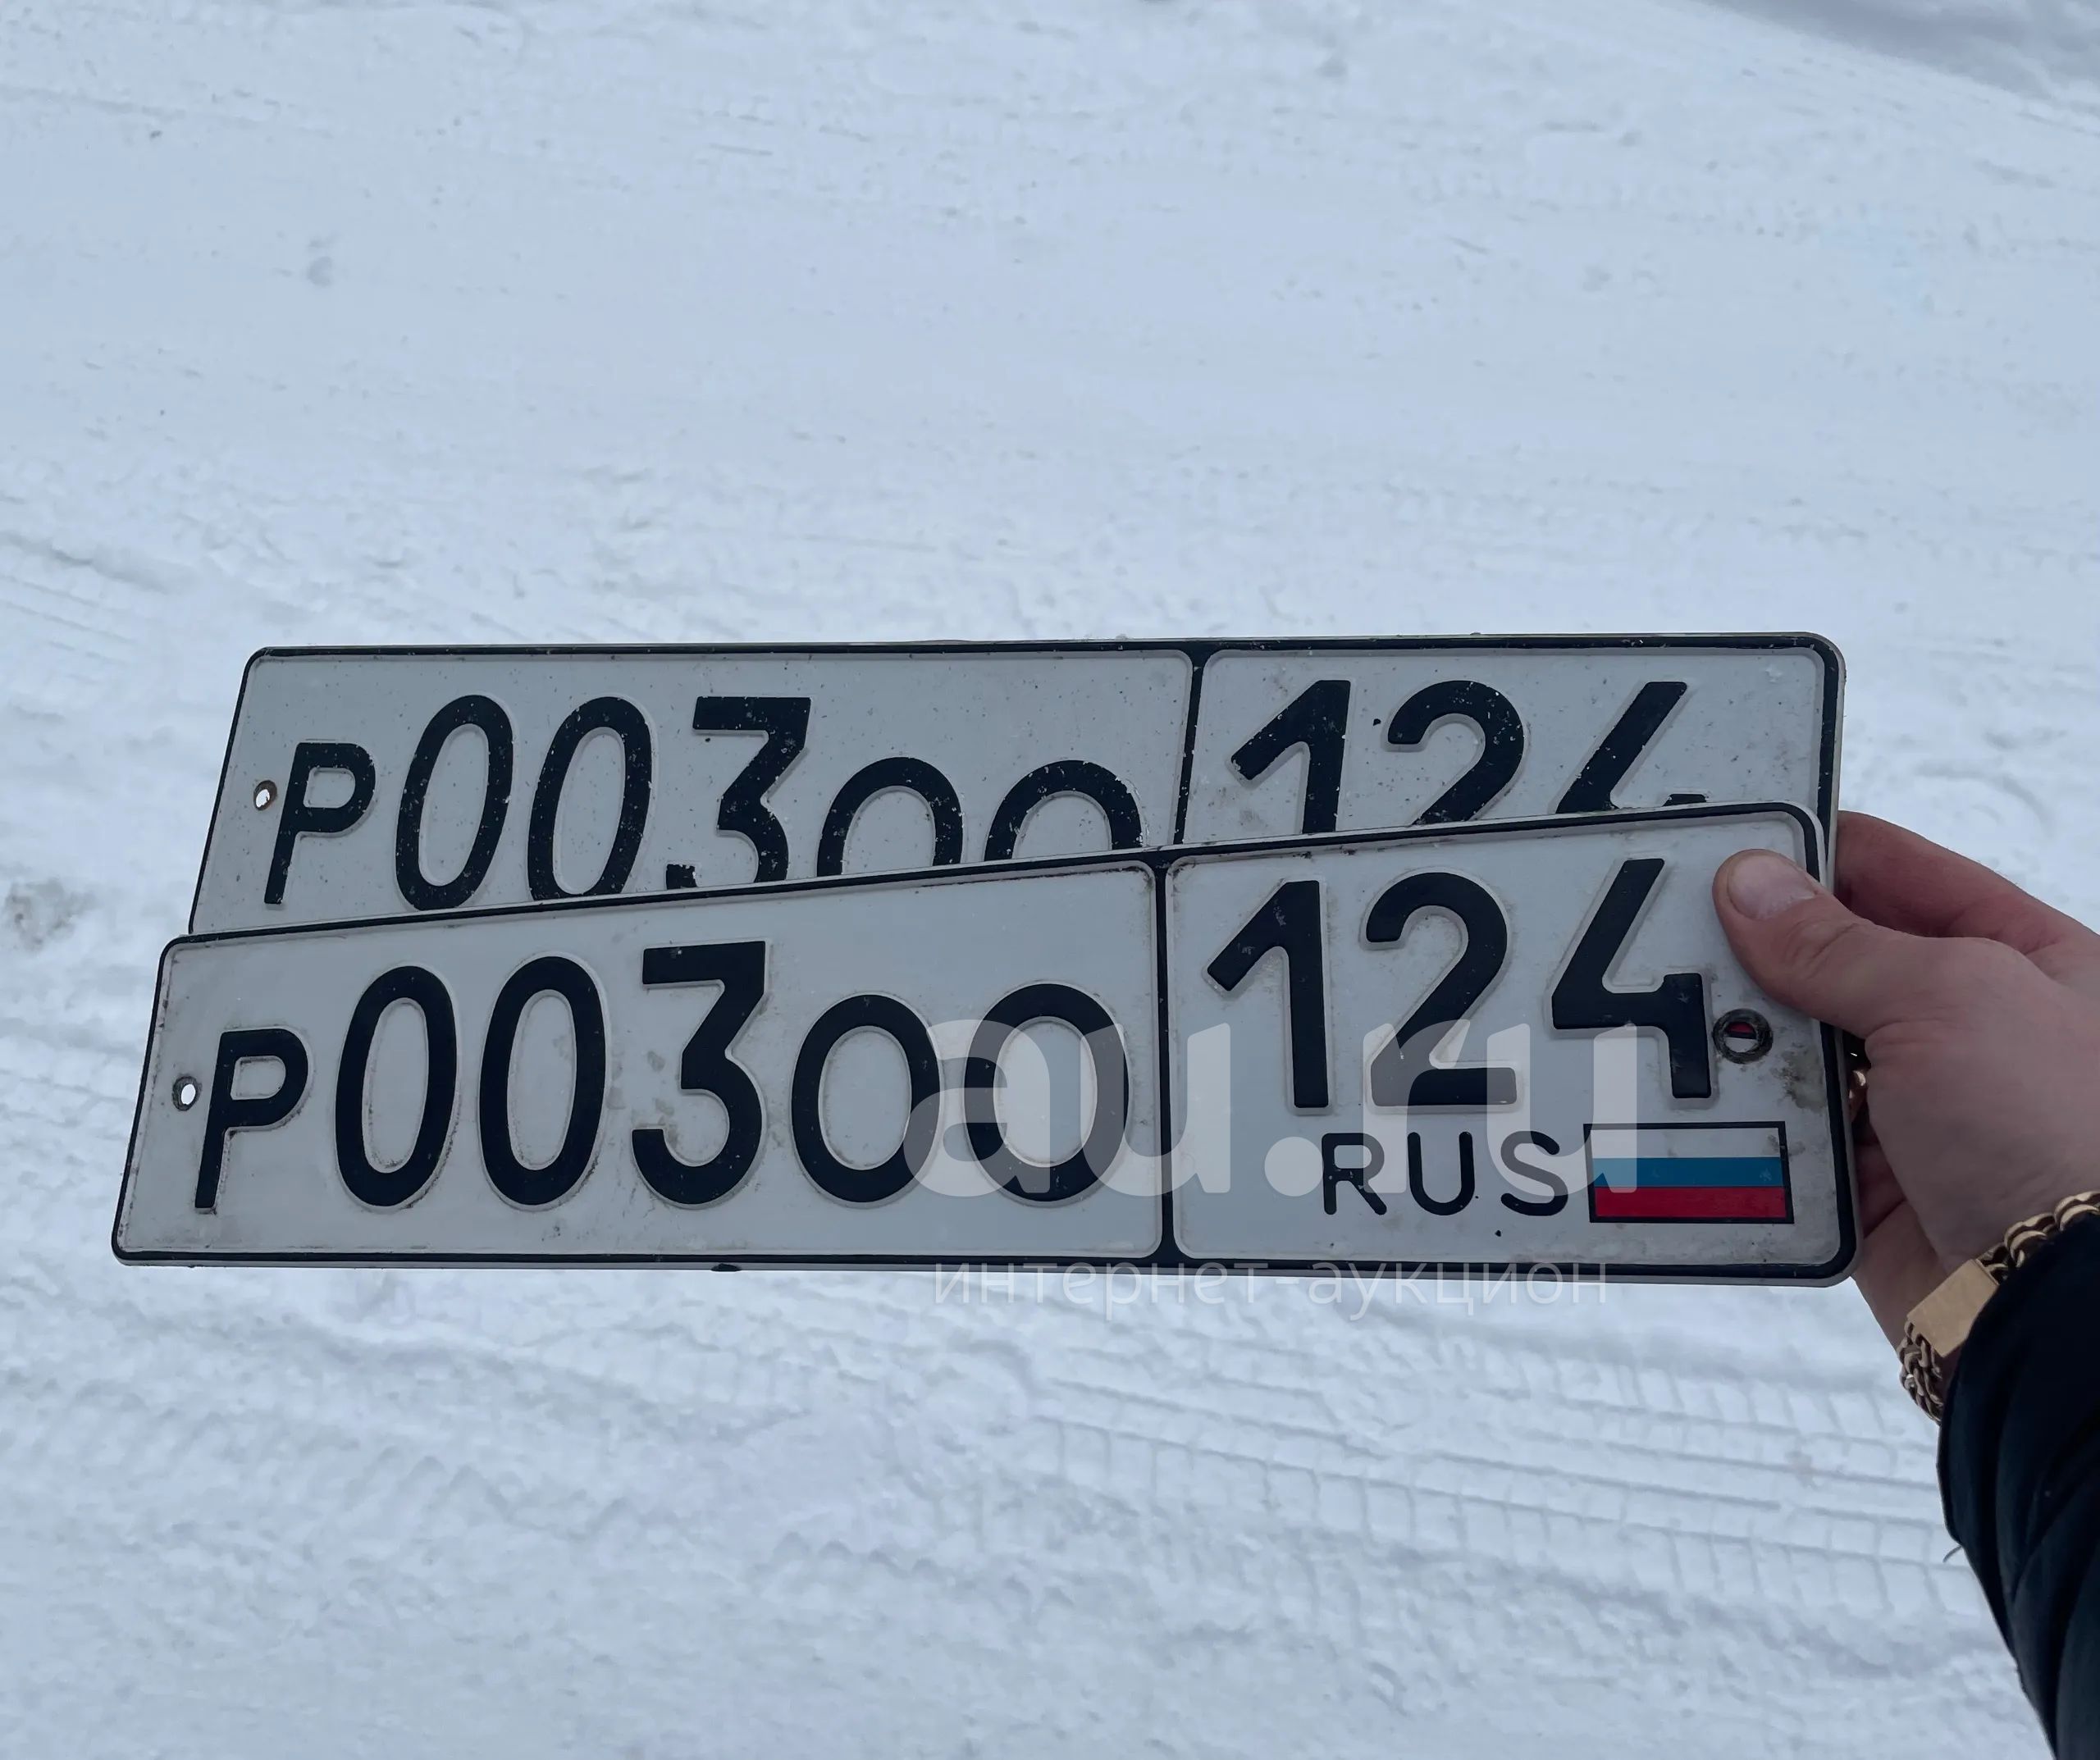 Р003ОО 124
Р003ОО 124
RUS
au.ru
интернет-аукцион